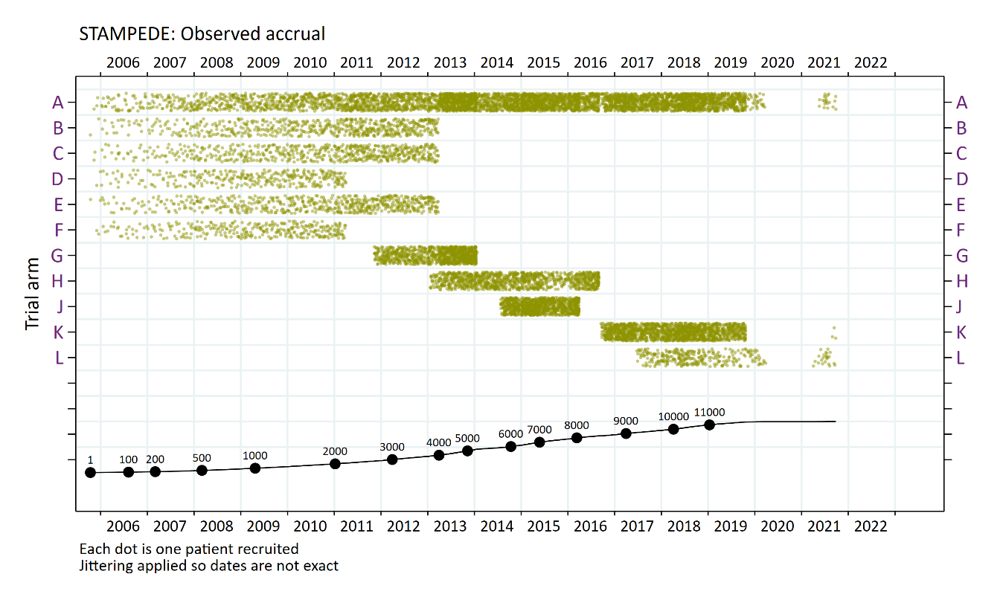 STAMPEDE: Observed accrual
2006 2007 2008 2009 2010 2011 2012 2013 2014 2015 2016 2017 2018 2019 2020 2021 2022
Trial arm
A A
B B
C C
D D
E E
F F
G G
H H
J J
K K
L L
1 100 200 500 1000 2000 3000 4000 5000 6000 7000 8000 9000 10000 11000
2006 2007 2008 2009 2010 2011 2012 2013 2014 2015 2016 2017 2018 2019 2020 2021 2022
Each dot is one patient recruited
Jittering applied so dates are not exact